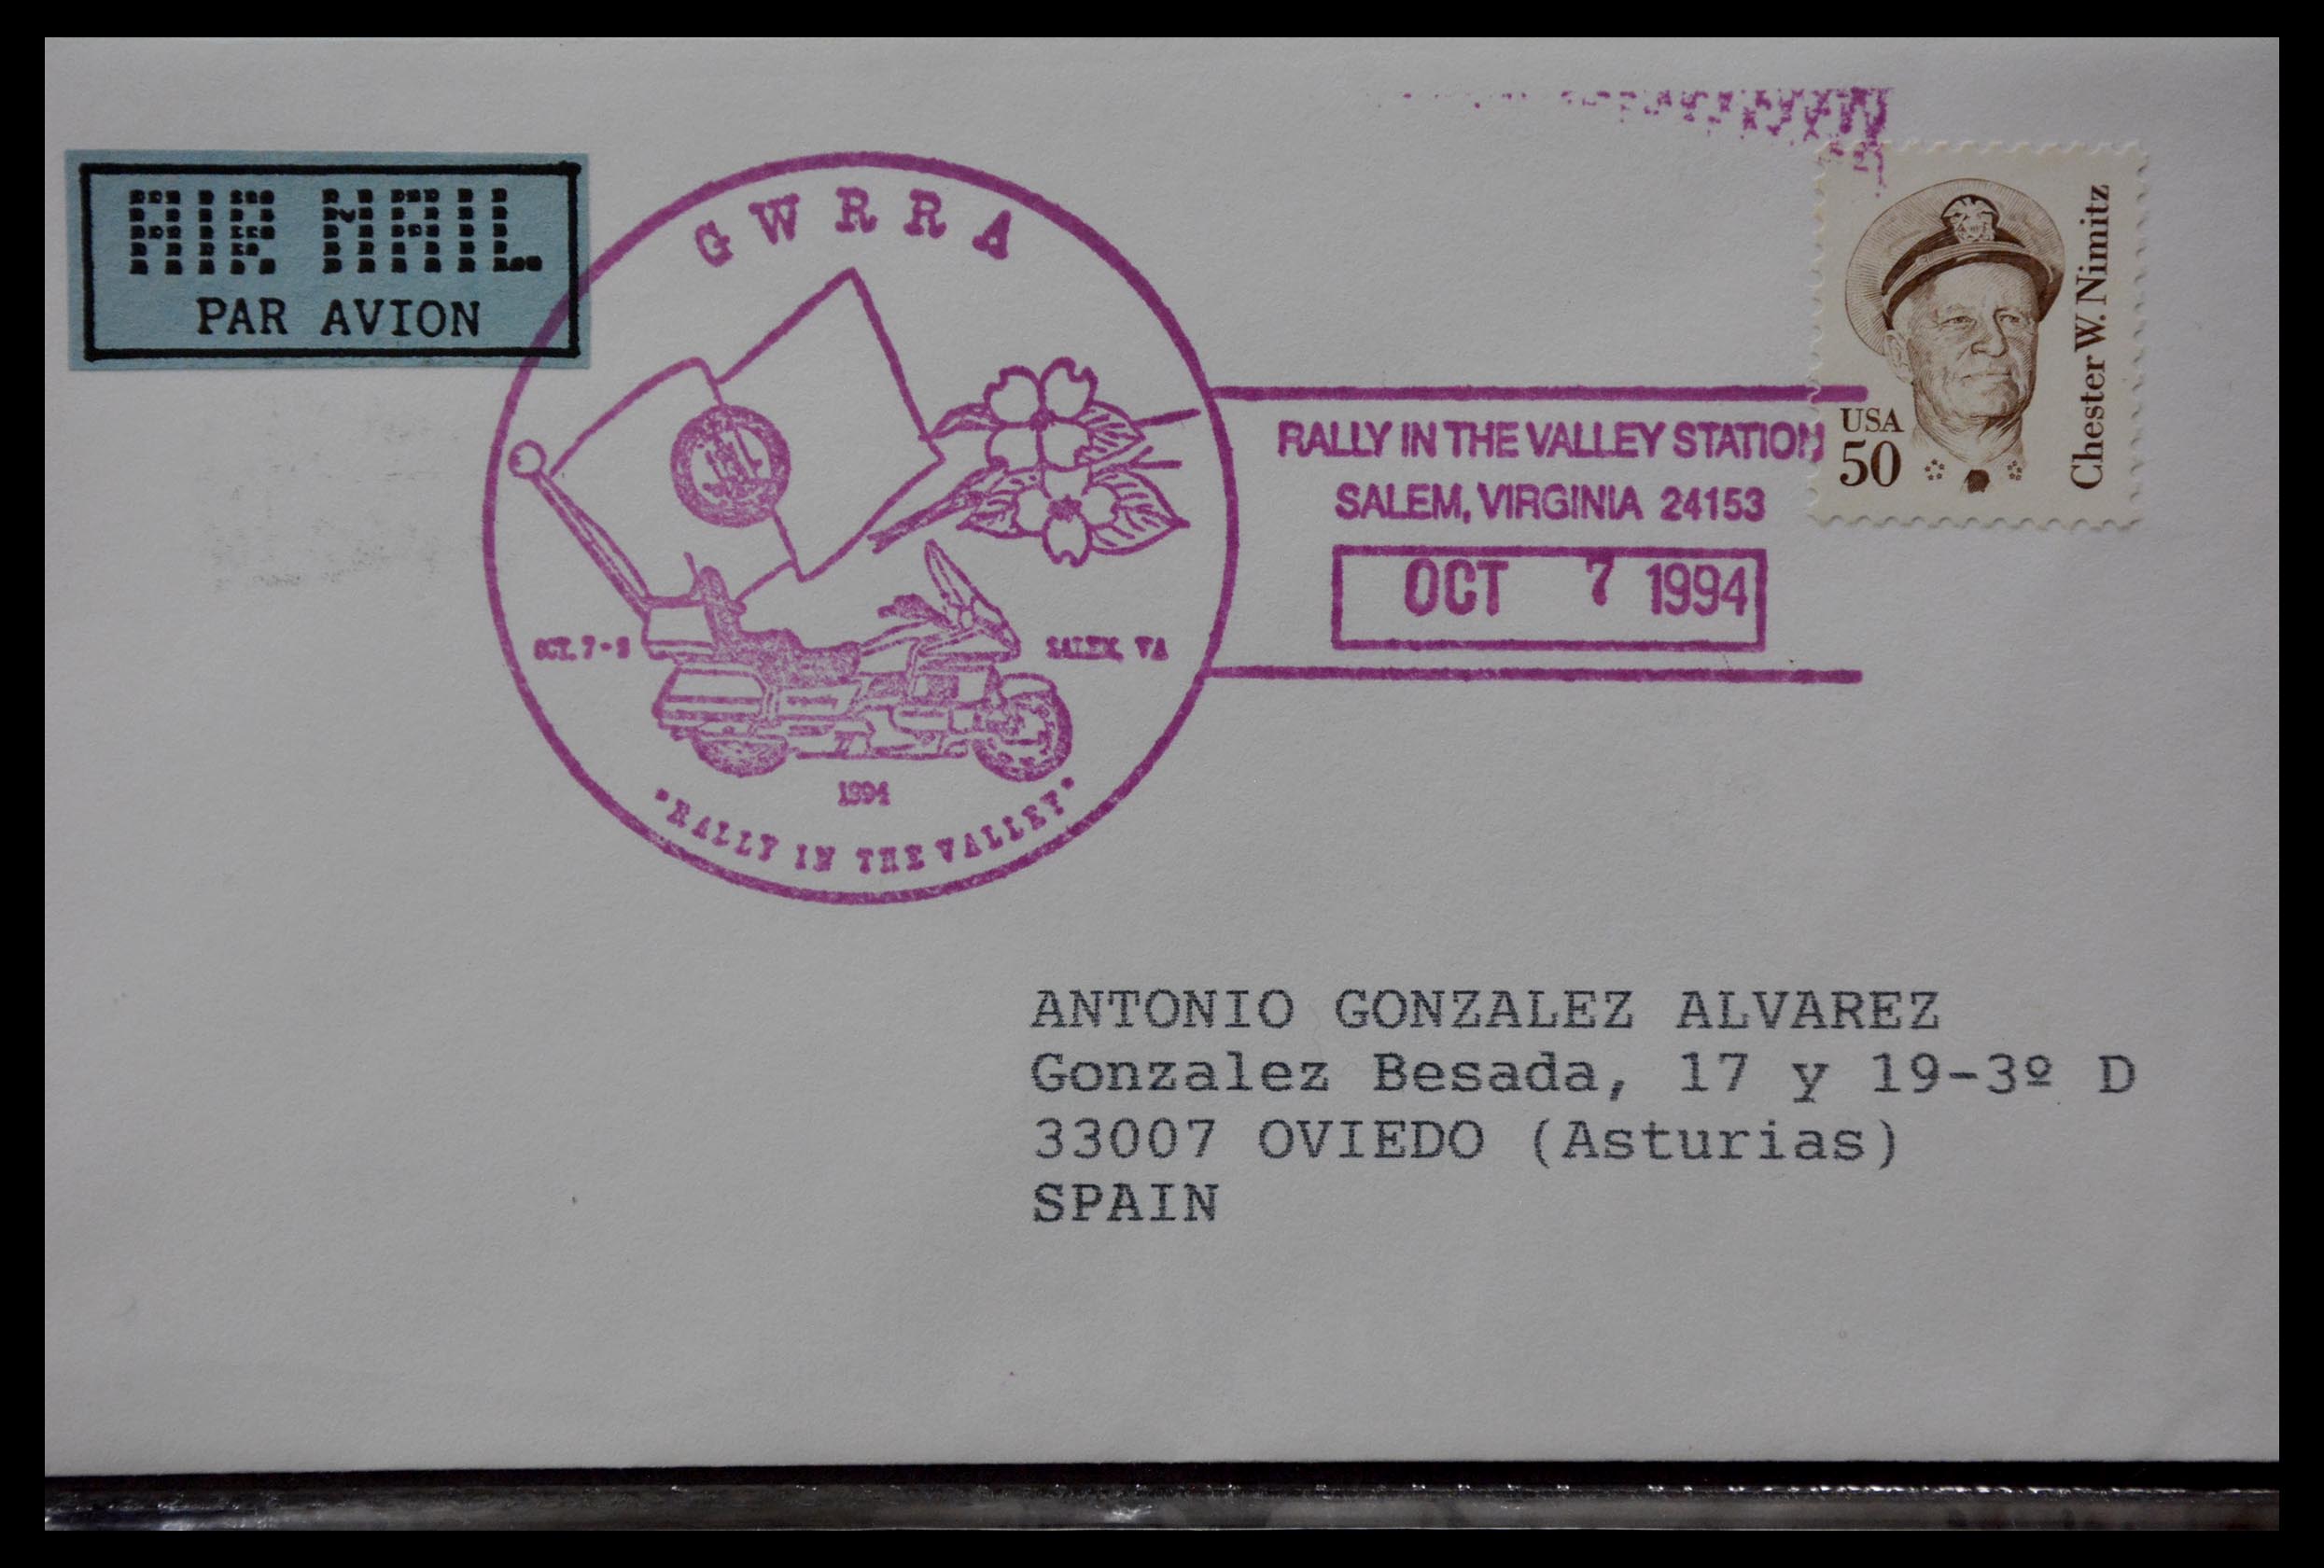 AIR MAIL
PAR AVION
GWRRA
OCT. 7-9
SALEM, VA
1994
"RALLY IN THE VALLEY"
RALLY IN THE VALLEY STATION
SALEM, VIRGINIA 24153
OCT 7 1994
USA
50
Chester W. Nimitz
ANTONIO GONZALEZ ALVAREZ
Gonzalez Besada, 17 y 19-3º D
33007 OVIEDO (Asturias)
SPAIN